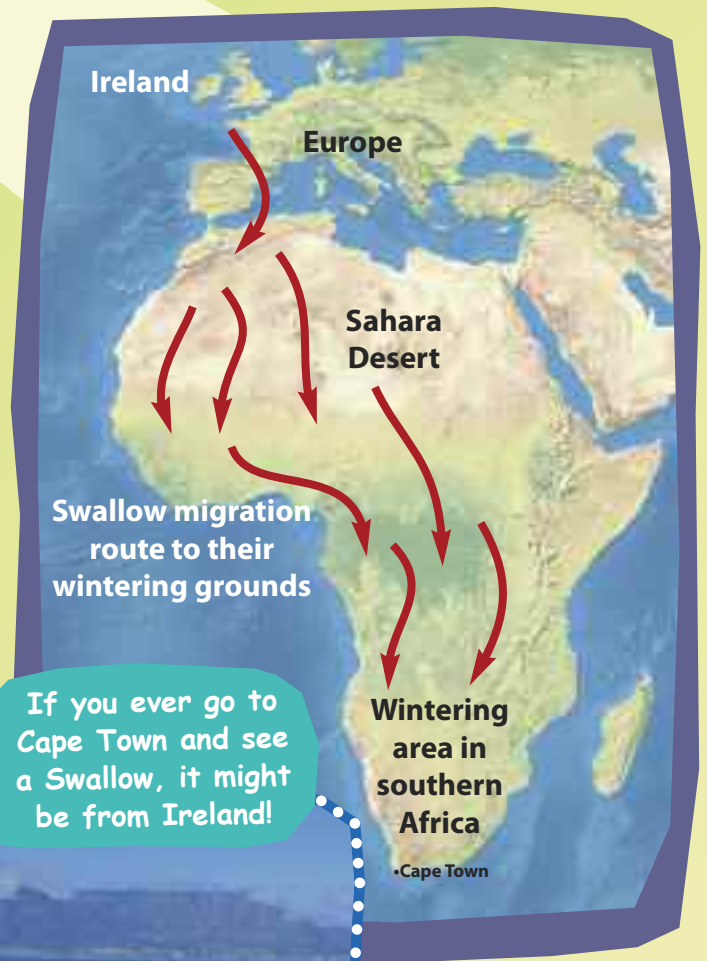 Ireland
Europe
Sahara
Desert
Swallow migration
route to their
wintering grounds
If you ever go to
Cape Town and see
a Swallow, it might
be from Ireland!
Wintering
area in
southern
Africa
•Cape Town